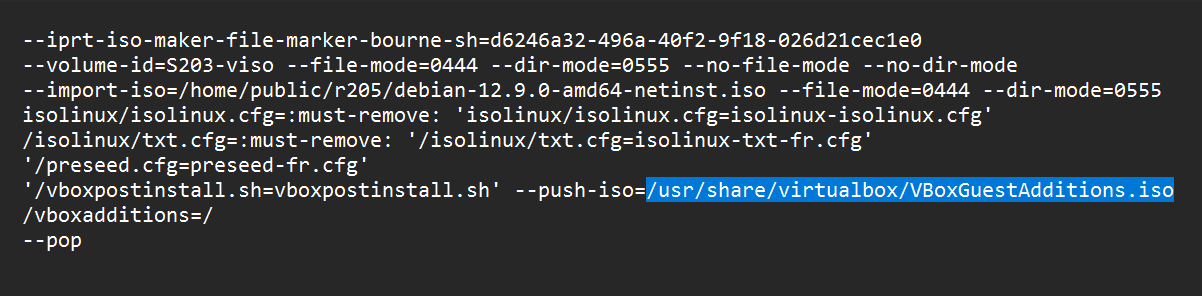 --iprt-iso-maker-file-marker-bourne-sh=d6246a32-496a-40f2-9f18-026d21cec1e0
--volume-id=S203-viso --file-mode=0444 --dir-mode=0555 --no-file-mode --no-dir-mode
--import-iso=/home/public/r205/debian-12.9.0-amd64-netinst.iso --file-mode=0444 --dir-mode=0555
isolinux/isolinux.cfg=:must-remove: 'isolinux/isolinux.cfg=isolinux-isolinux.cfg'
/isolinux/txt.cfg=:must-remove: '/isolinux/txt.cfg=isolinux-txt-fr.cfg'
'/preseed.cfg=preseed-fr.cfg'
'/vboxpostinstall.sh=vboxpostinstall.sh' --push-iso=/usr/share/virtualbox/VBoxGuestAdditions.iso
/vboxadditions=/
--pop